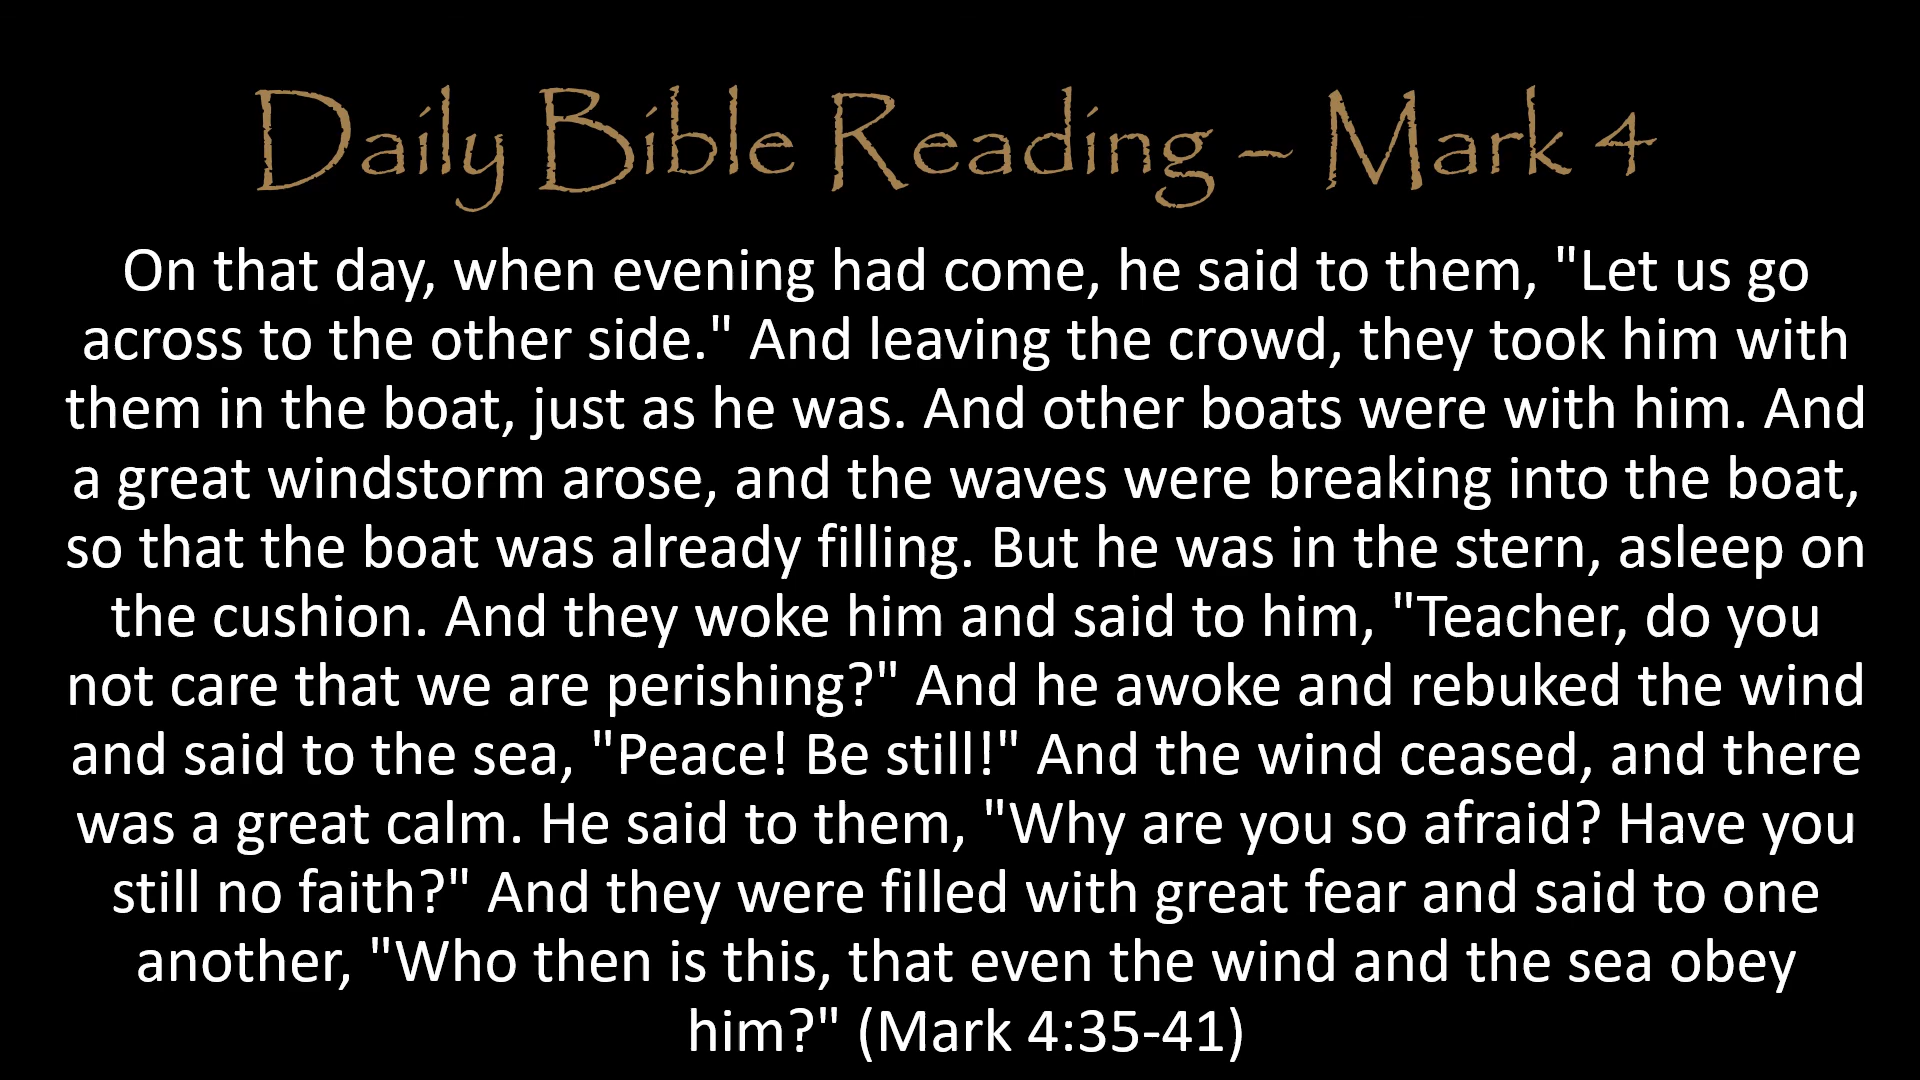 Daily Bible Reading – Mark 4
On that day, when evening had come, he said to them, "Let us go
across to the other side." And leaving the crowd, they took him with
them in the boat, just as he was. And other boats were with him. And
a great windstorm arose, and the waves were breaking into the boat,
so that the boat was already filling. But he was in the stern, asleep on
the cushion. And they woke him and said to him, "Teacher, do you
not care that we are perishing?" And he awoke and rebuked the wind
and said to the sea, "Peace! Be still!" And the wind ceased, and there
was a great calm. He said to them, "Why are you so afraid? Have you
still no faith?" And they were filled with great fear and said to one
another, "Who then is this, that even the wind and the sea obey
him?" (Mark 4:35-41)